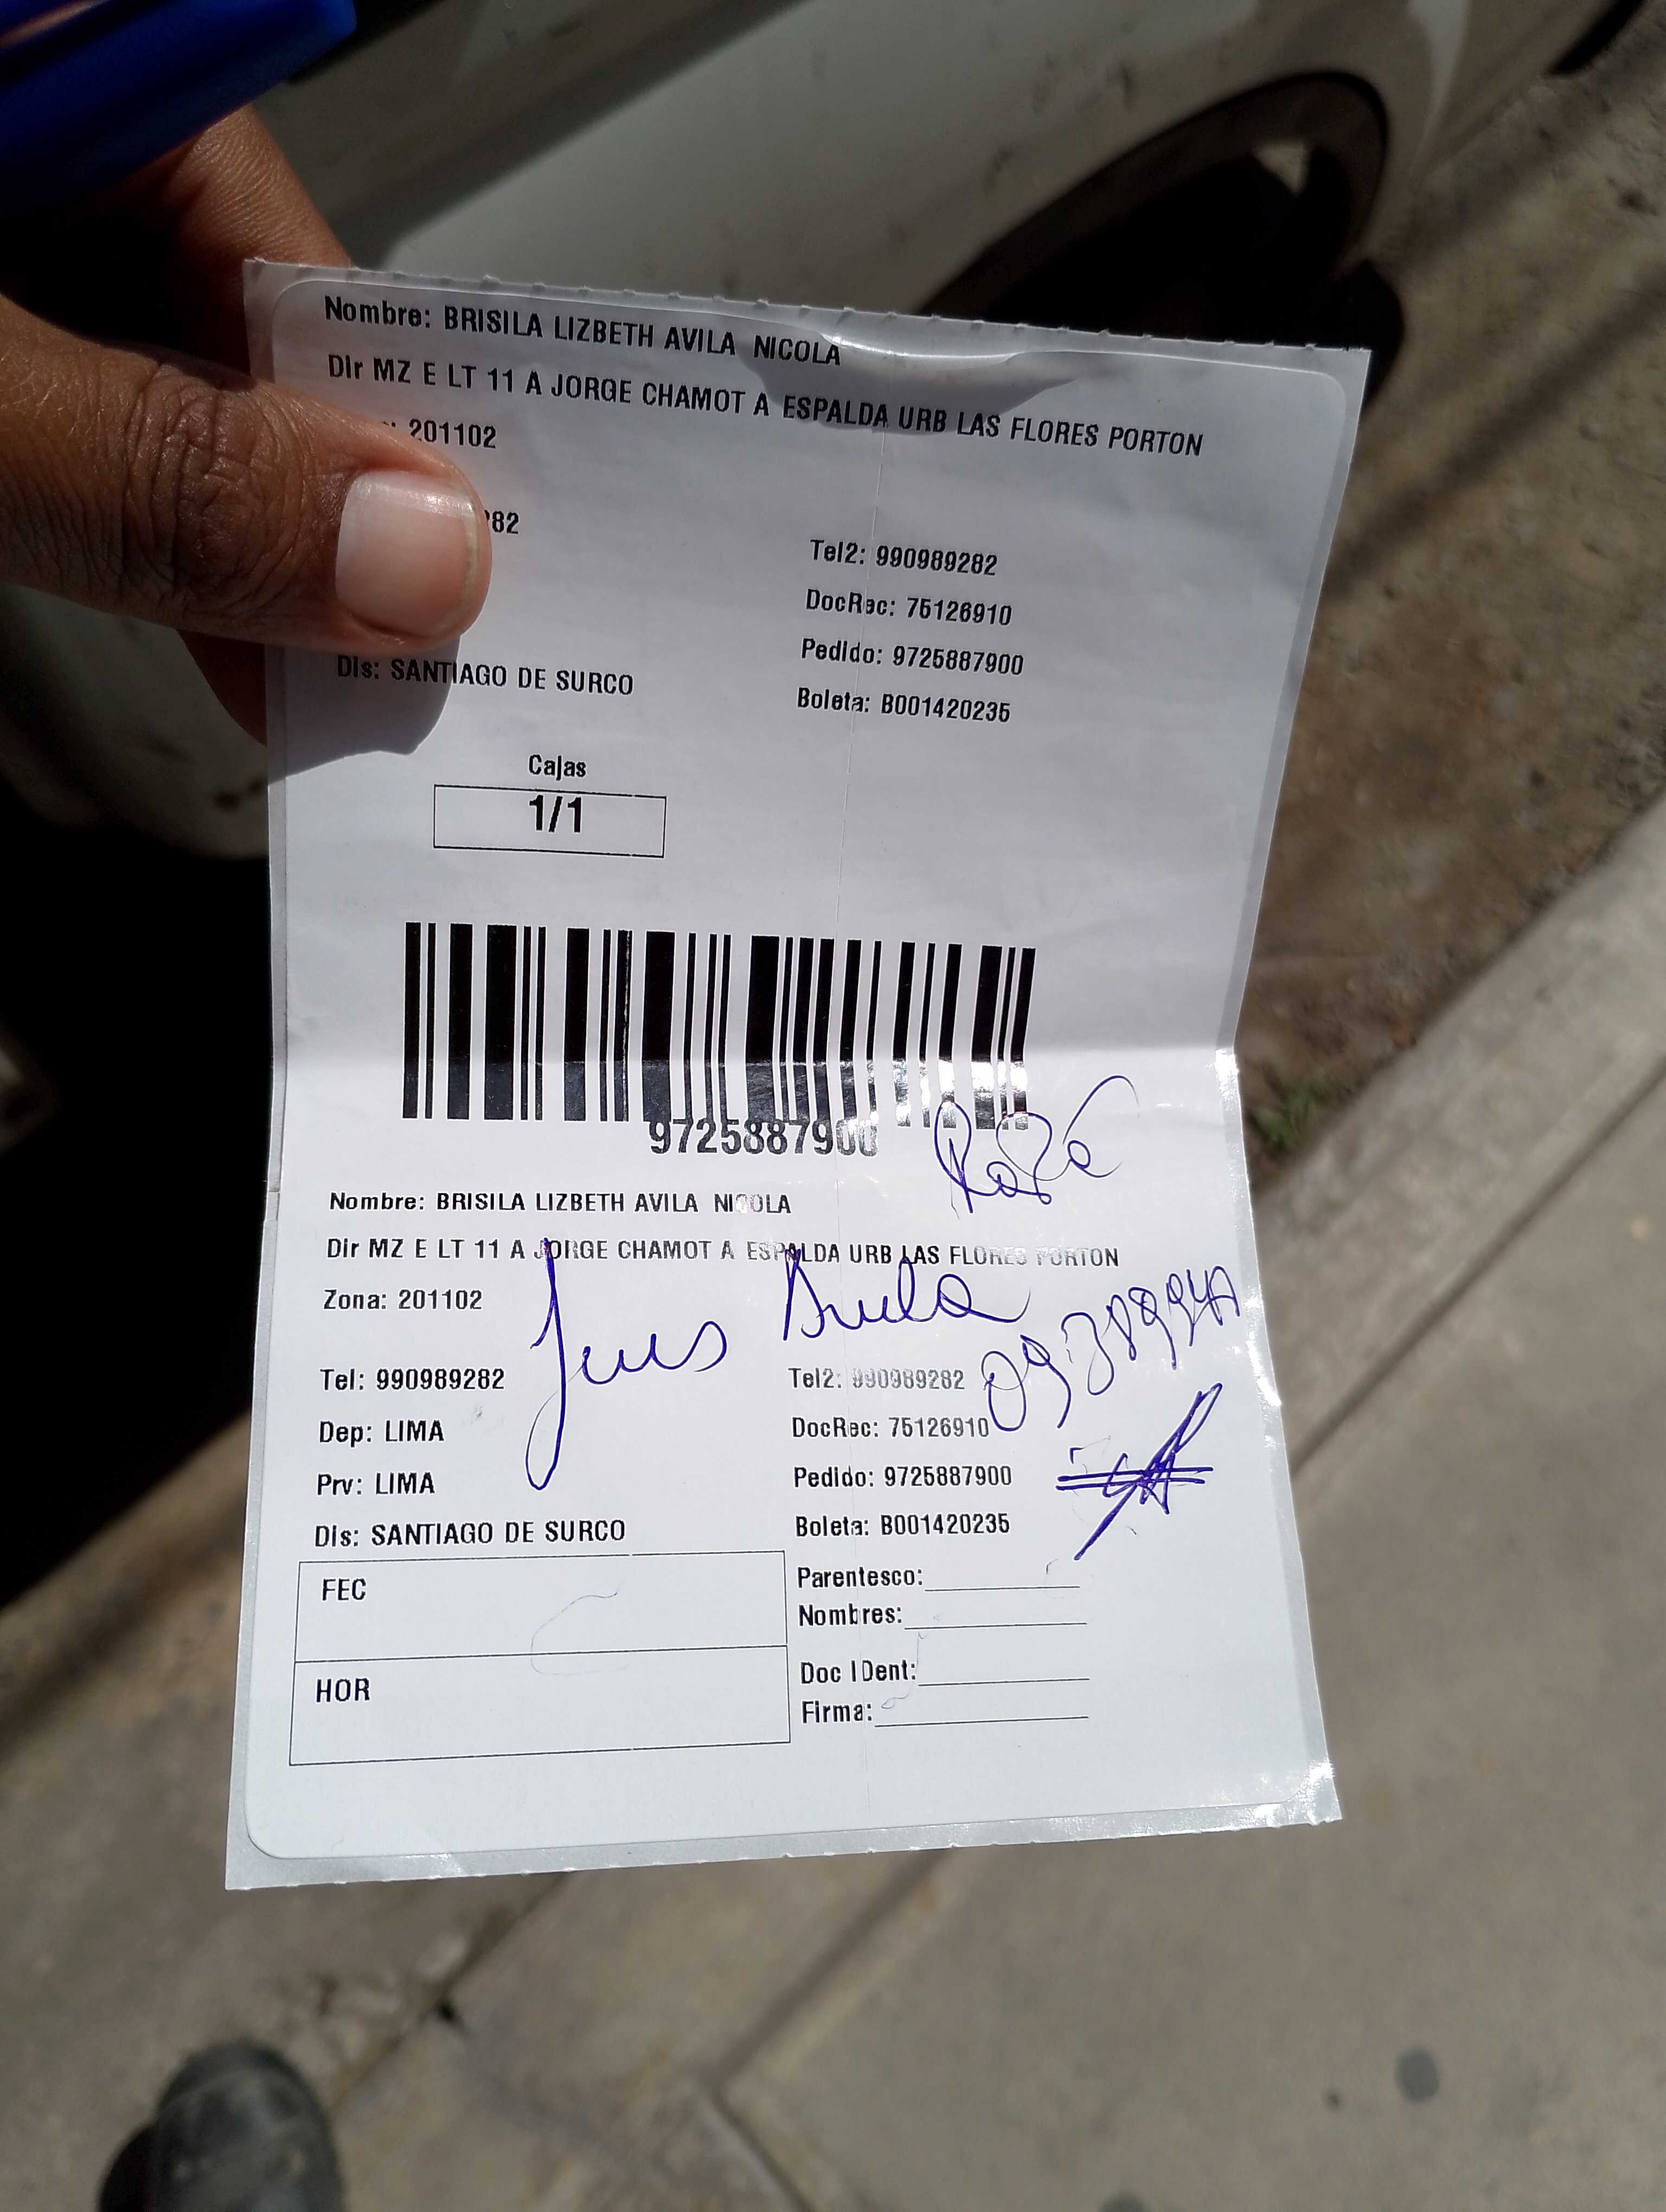 Nombre: BRISILA LIZBETH AVILA NICOLA
Dir MZ E LT 11 A JORGE CHAMOT A ESPALDA URB LAS FLORES PORTON
201102
82
Tel2: 990989282
DocRec: 75126910
Pedido: 9725887900
Dis: SANTIAGO DE SURCO
Boleta: B001420235
Cajas
1/1
9725887900
Papá
Nombre: BRISILA LIZBETH AVILA NICOLA
Dir MZ E LT 11 A JORGE CHAMOT A ESPALDA URB LAS FLORES PORTON
Zona: 201102
Luis Avila
Tel: 990989282
Tel2: 990989282
Dep: LIMA
DocRec: 75126910
Prv: LIMA
Pedido: 9725887900
Dis: SANTIAGO DE SURCO
Boleta: B001420235
FEC
Parentesco:
Nombres:
HOR
Doc IDent:
Firma: